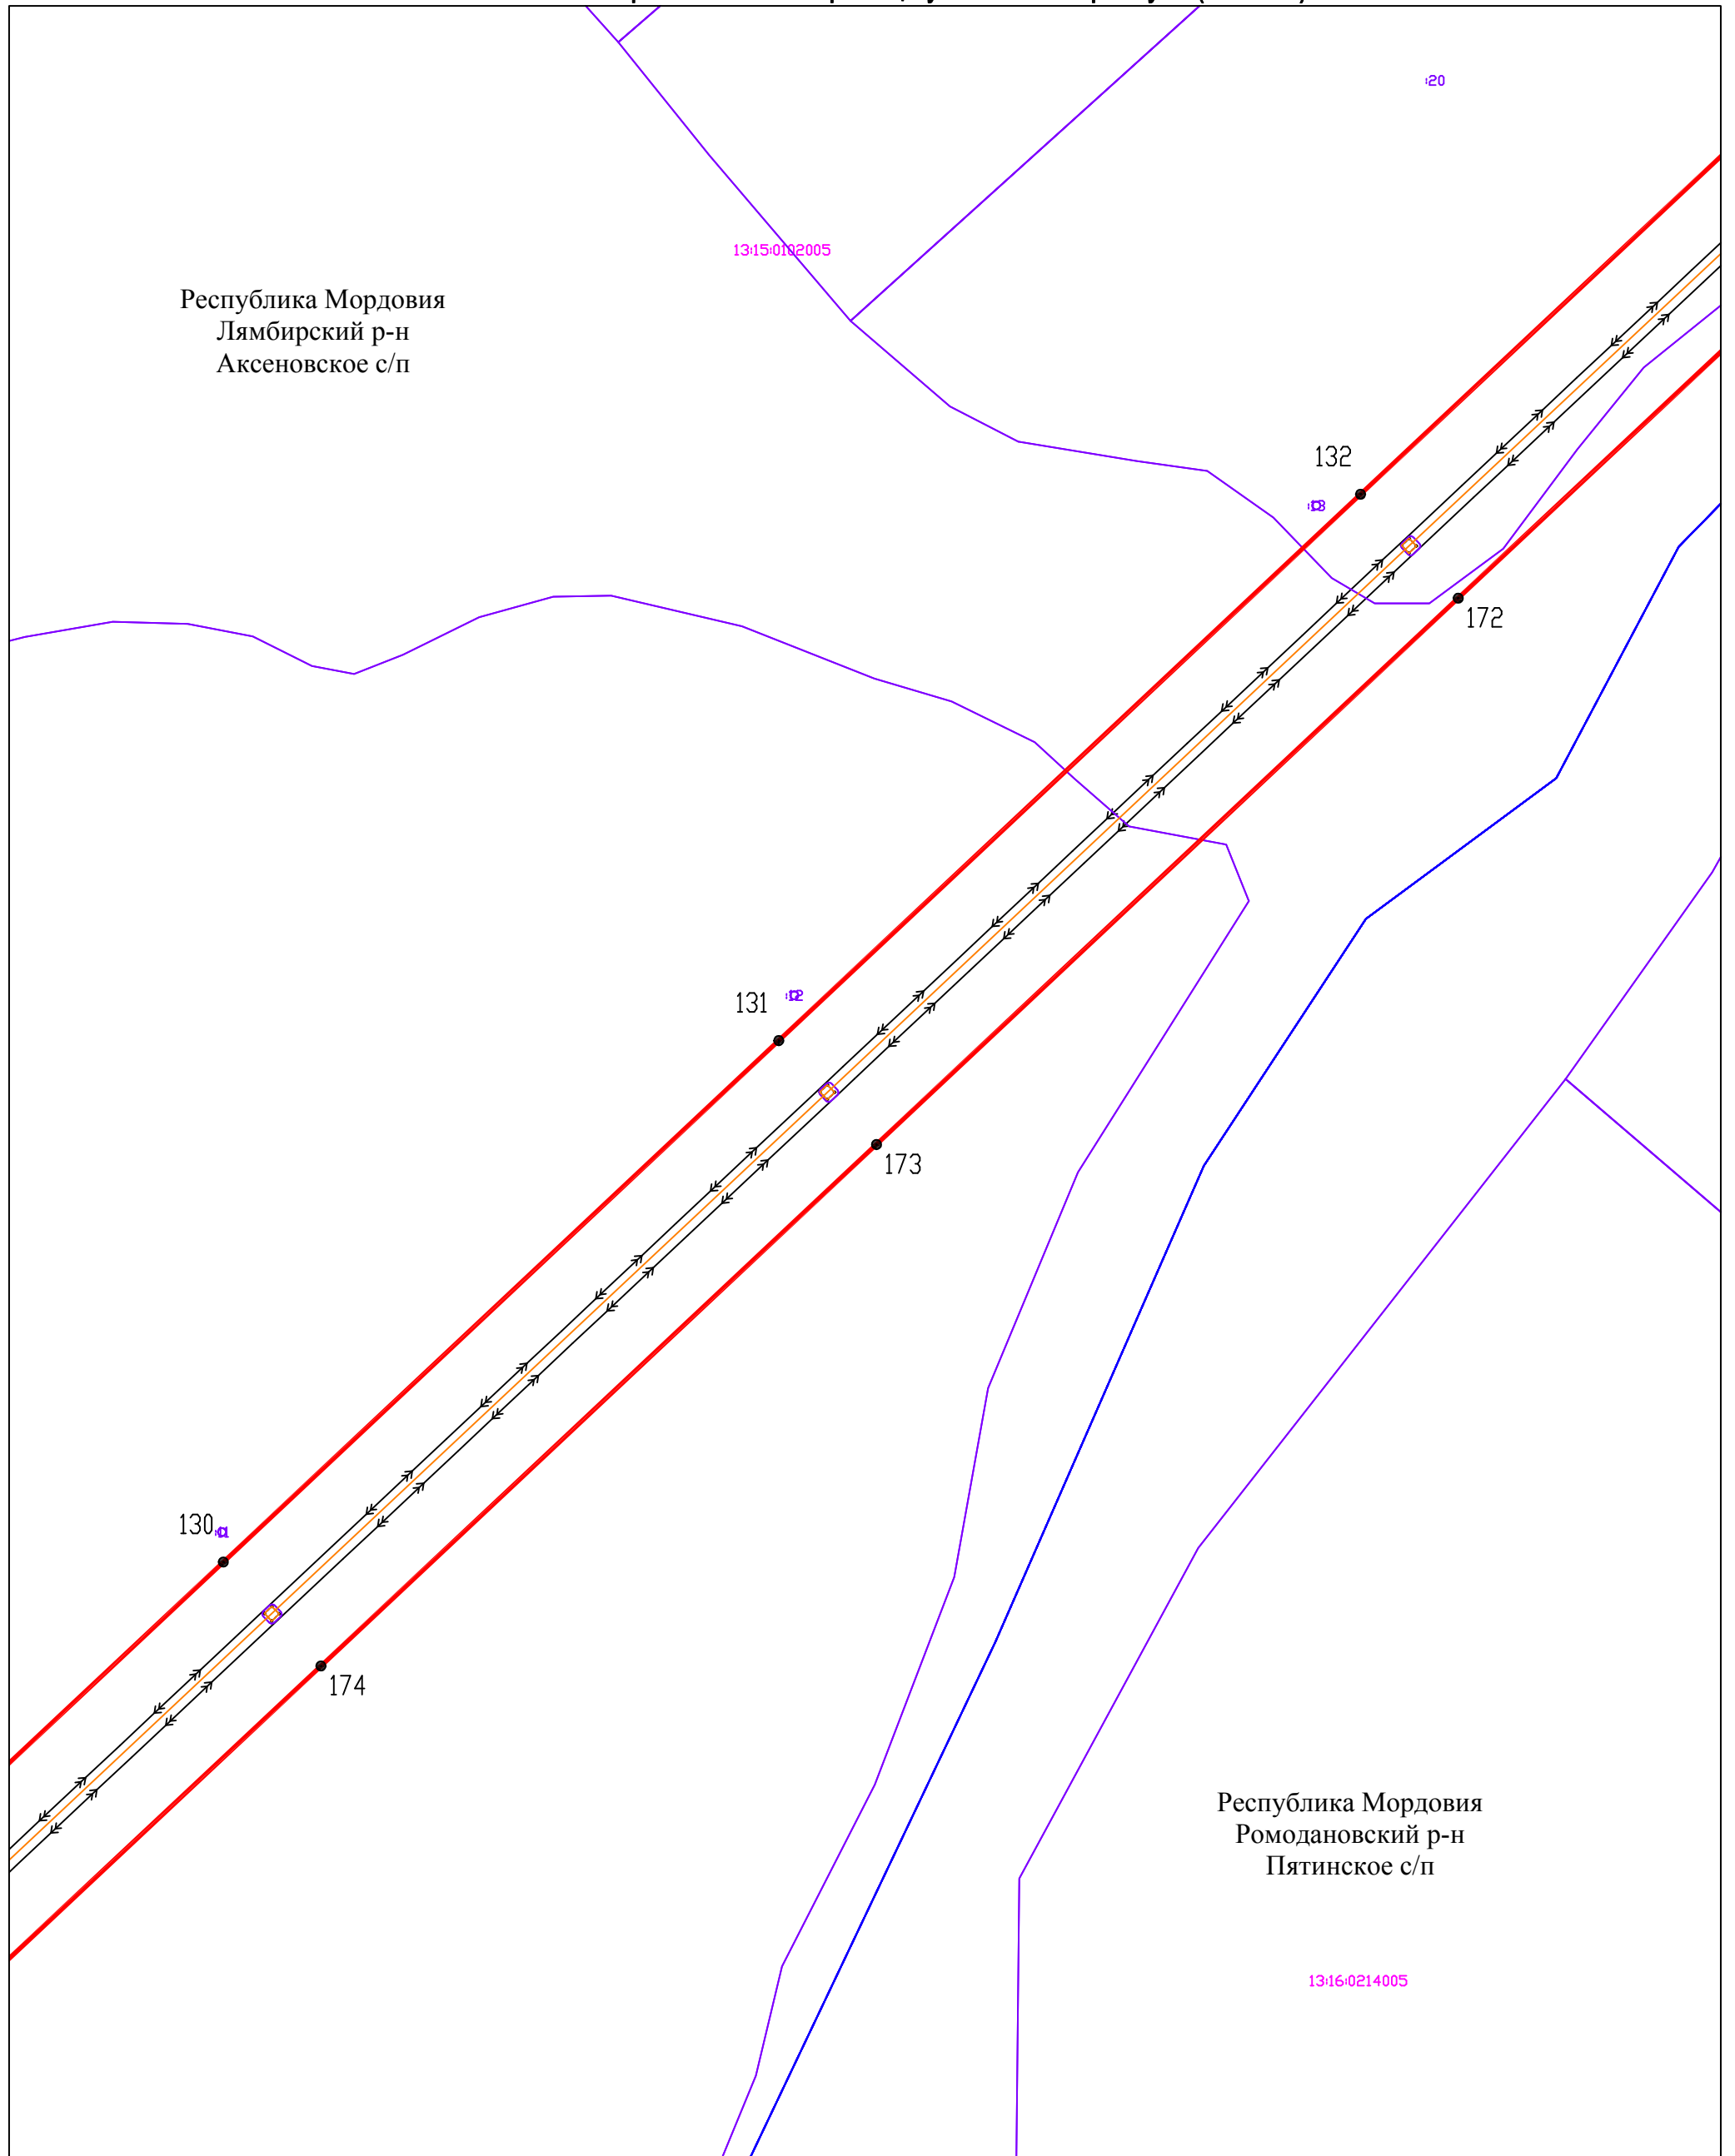 :20
13:15:0102005
Республика Мордовия
Лямбирский р-н
Аксеновское с/п
132
172
131
173
130
174
Республика Мордовия
Ромодановский р-н
Пятинское с/п
13:16:0214005